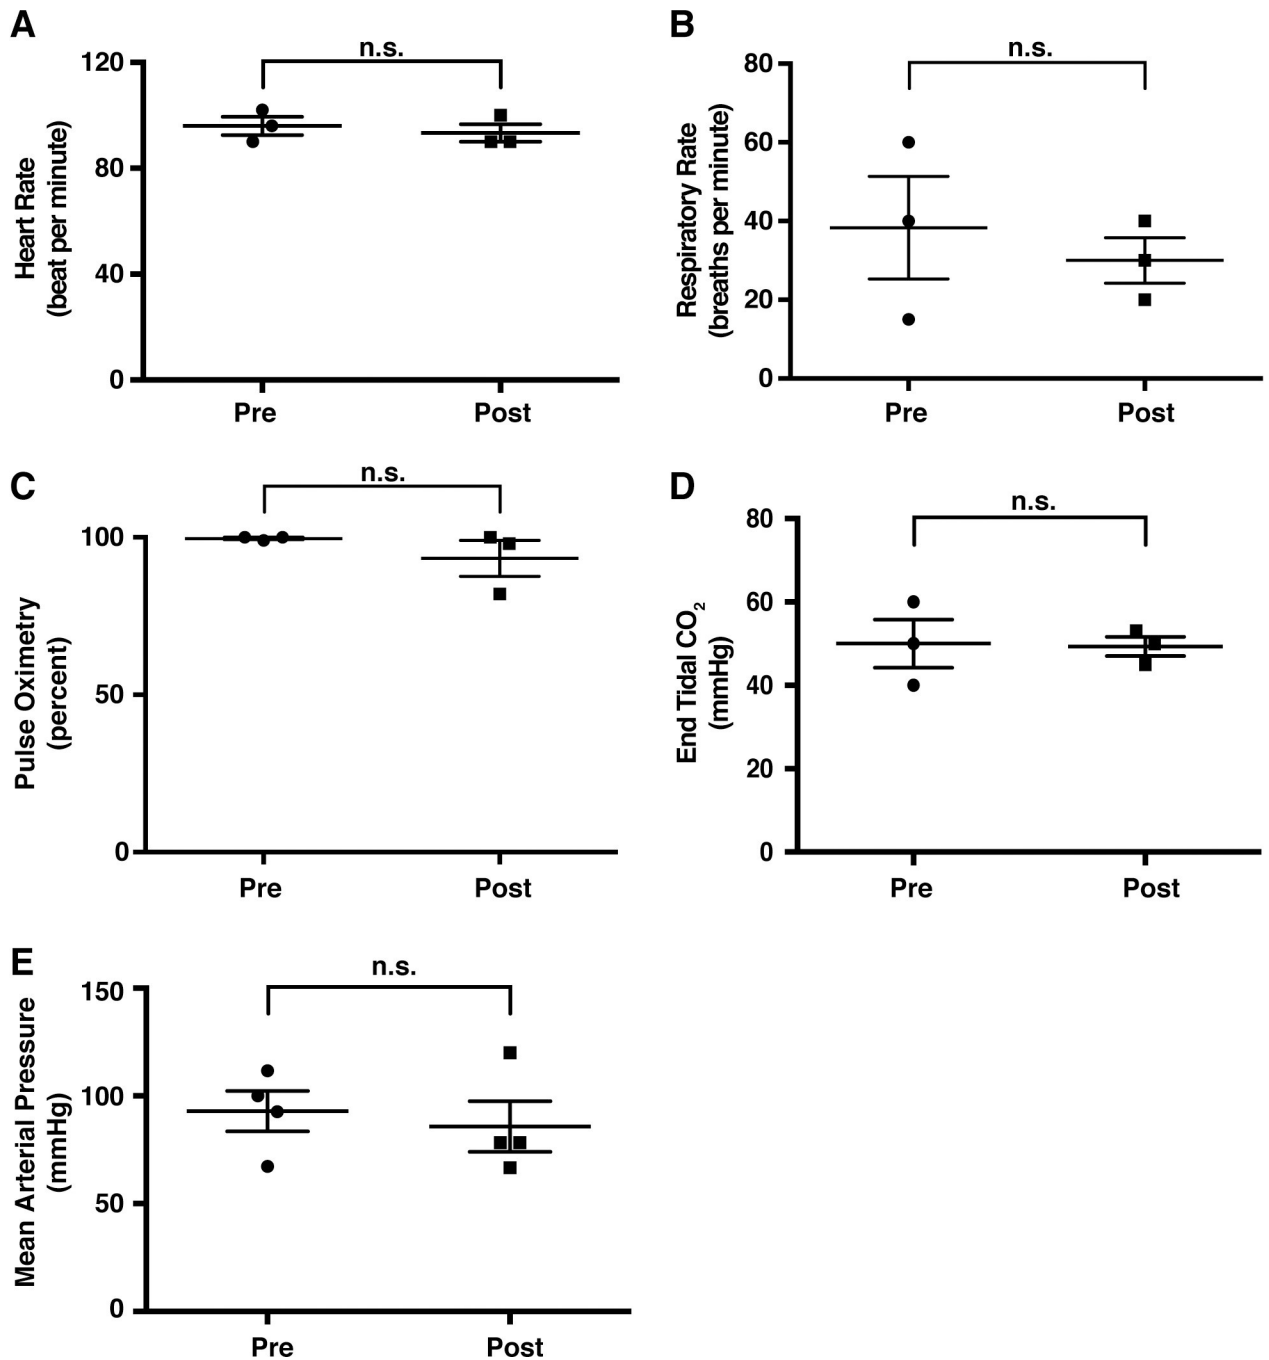 A
n.s.
120
80
40
0
Heart Rate
(beat per minute)
Pre
Post
B
n.s.
80
60
40
20
0
Respiratory Rate
(breaths per minute)
Pre
Post
C
n.s.
100
50
0
Pulse Oximetry
(percent)
Pre
Post
D
n.s.
80
60
40
20
0
End Tidal CO₂
(mmHg)
Pre
Post
E
n.s.
150
100
50
0
Mean Arterial Pressure
(mmHg)
Pre
Post